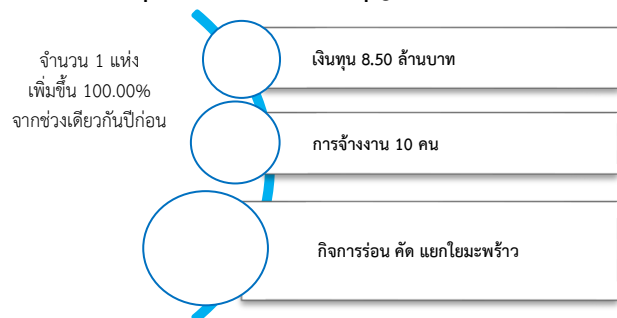 จำนวน 1 แห่ง
เพิ่มขึ้น 100.00%
จากช่วงเดียวกันปีก่อน
เงินทุน 8.50 ล้านบาท
การจ้างงาน 10 คน
กิจการร่อน คัด แยกใยมะพร้าว